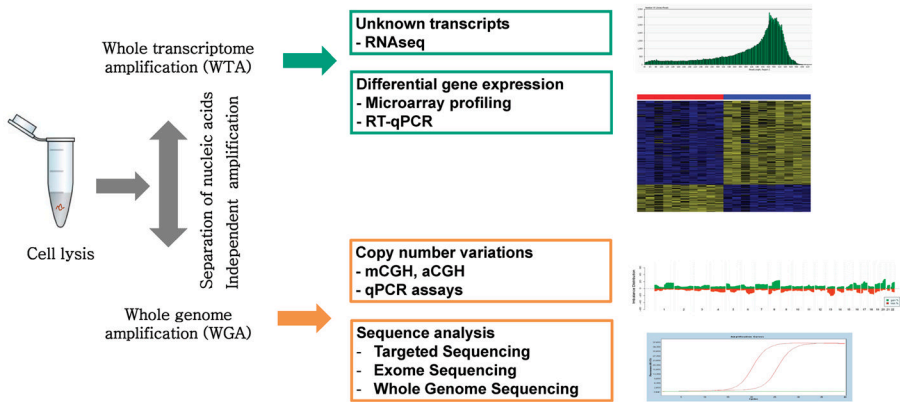 Whole transcriptome
amplification (WTA)
Unknown transcripts
- RNAseq
Differential gene expression
- Microarray profiling
- RT-qPCR
Cell lysis
Separation of nucleic acids
Independent amplification
Whole genome
amplification (WGA)
Copy number variations
- mCGH, aCGH
- qPCR assays
Sequence analysis
- Targeted Sequencing
- Exome Sequencing
- Whole Genome Sequencing